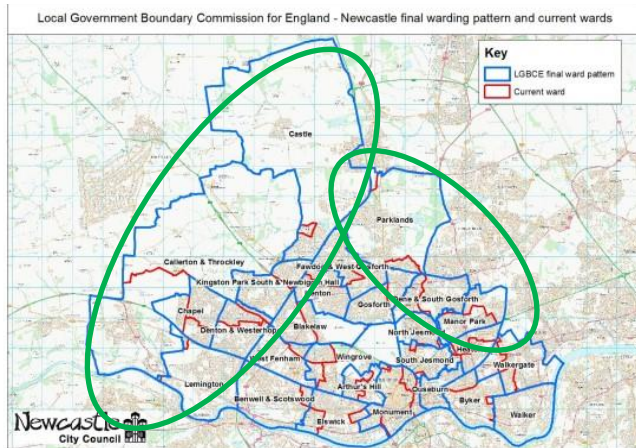 Local Government Boundary Commission for England - Newcastle final warding pattern and current wards
Key
LGBCE final ward pattern
Current ward
Castle
Parklands
Callerton & Throckley
Fawdon & West Gosforth
Kingston Park South & Newbiggin Hall
Kenton
Gosforth
Dene & South Gosforth
Chapel
Manor Park
Denton & Westerhope
Blakelaw
North Jesmond
Heaton
West Fenham
Wingrove
South Jesmond
Walkergate
Lemington
Arthur's Hill
Ouseburn
Benwell & Scotswood
Byker
Monument
Walker
Elswick
Newcastle
City Council